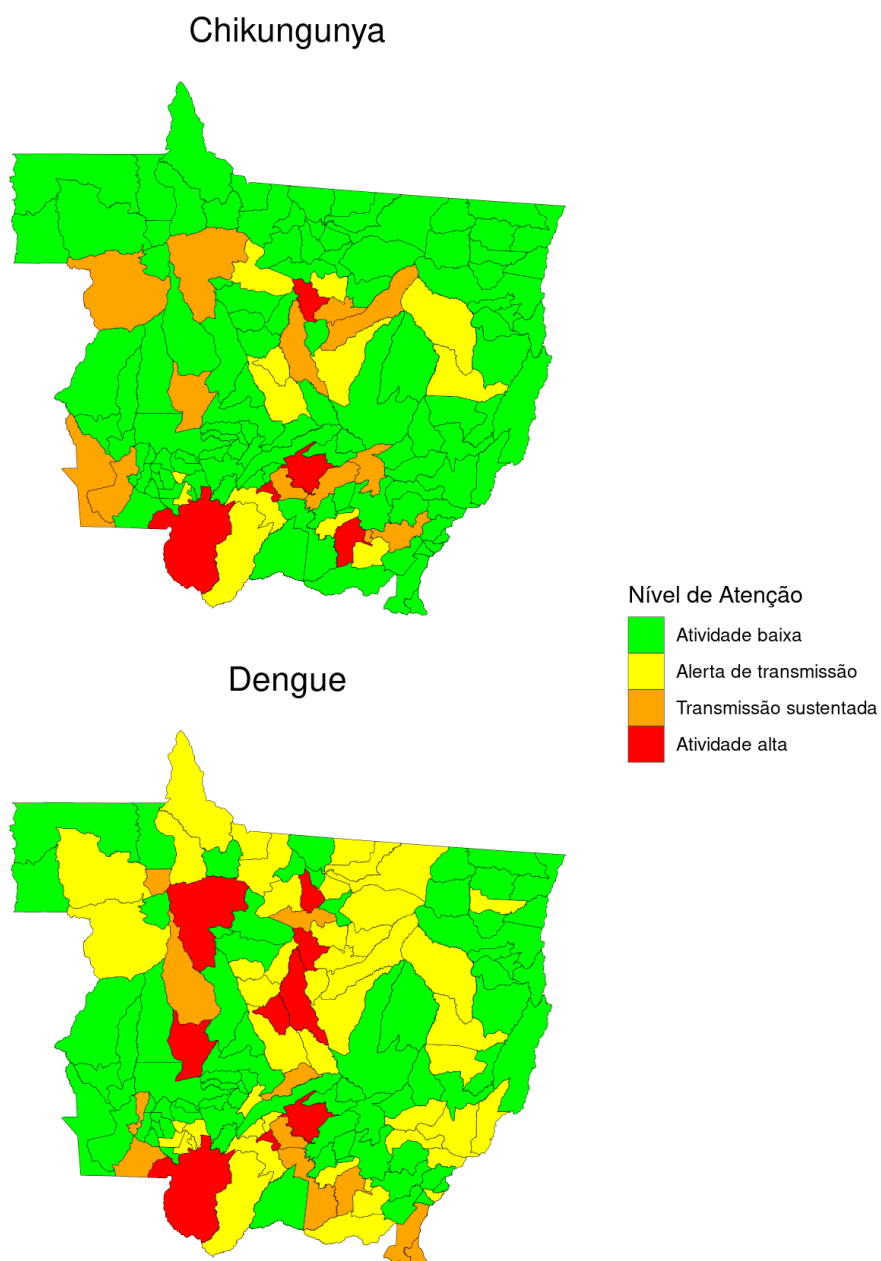 Chikungunya
Nível de Atenção
Atividade baixa
Alerta de transmissão
Transmissão sustentada
Atividade alta
Dengue